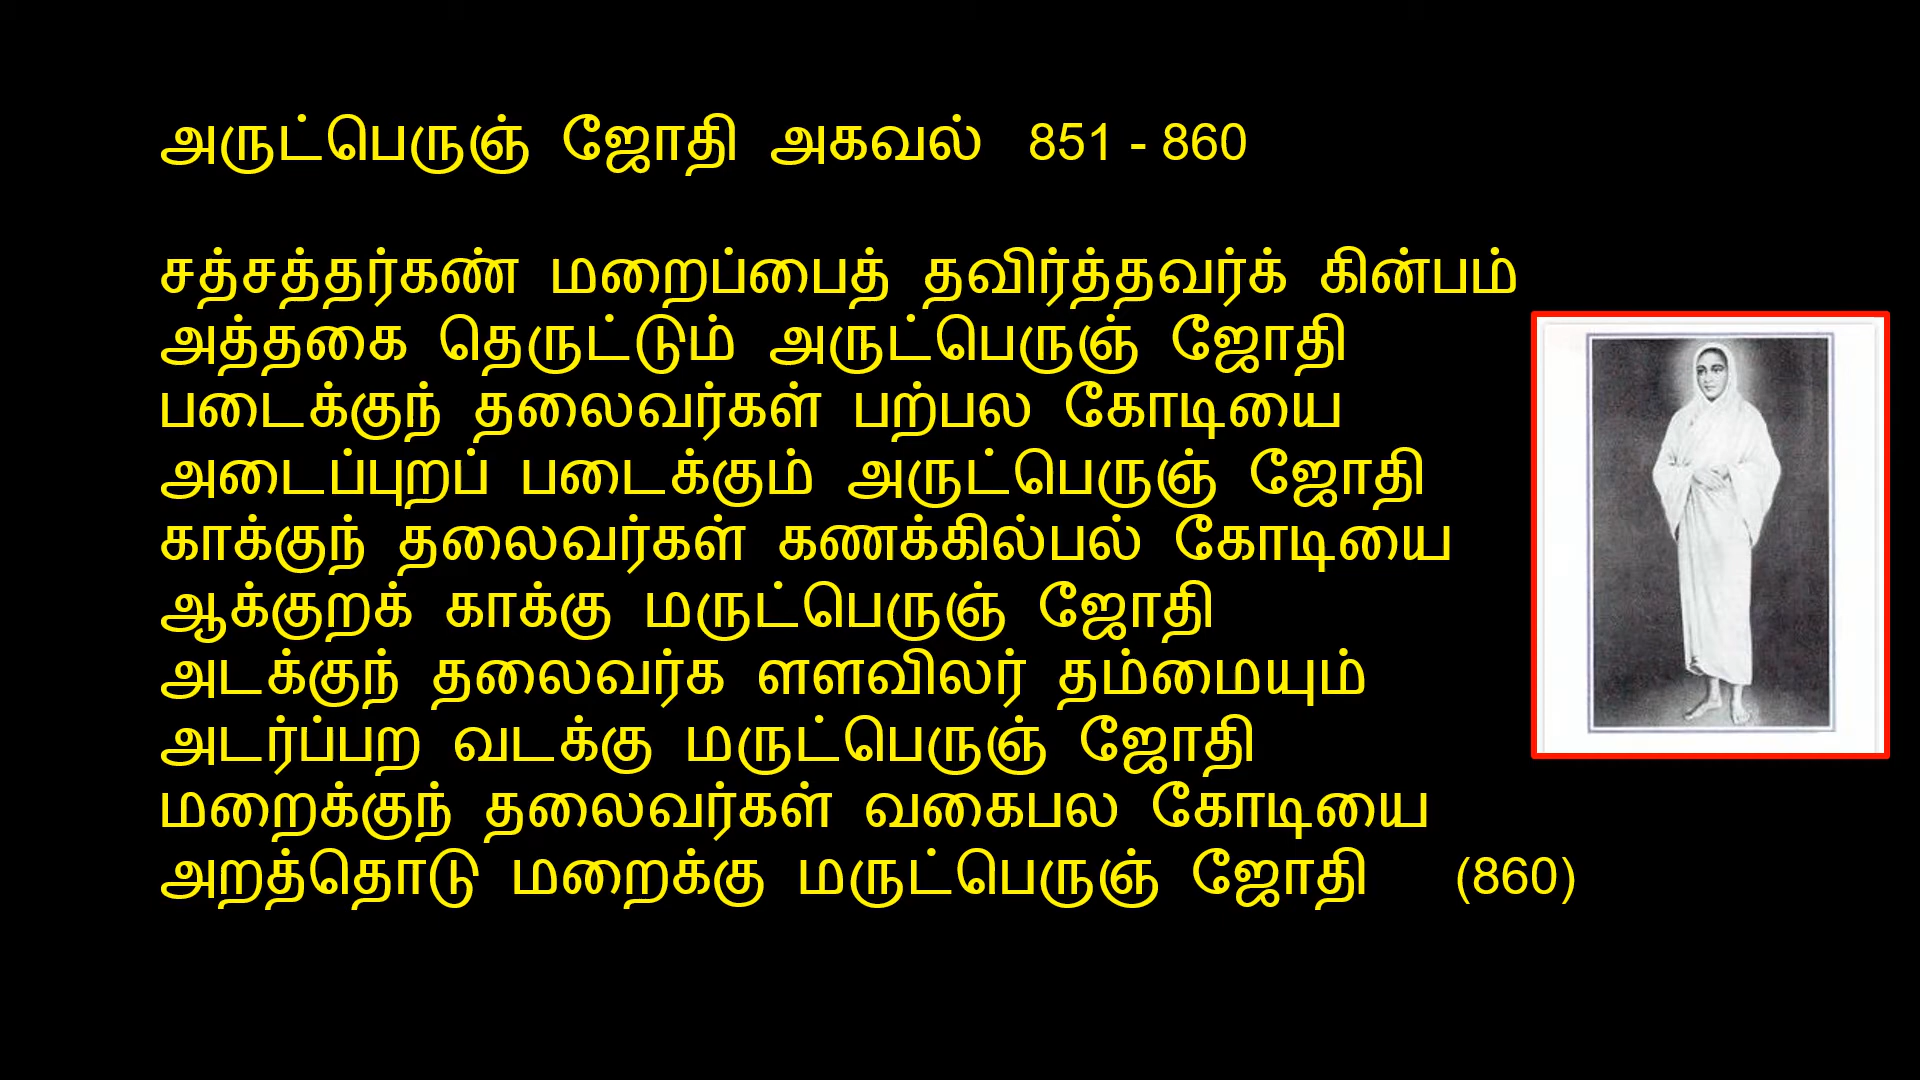 அருட்பெருஞ் ஜோதி அகவல் 851 - 860
சத்சத்தர்கண் மறைப்பைத் தவிர்த்தவர்க் கின்பம்
அத்தகை தெருட்டும் அருட்பெருஞ் ஜோதி
படைக்குந் தலைவர்கள் பற்பல கோடியை
அடைப்புறப் படைக்கும் அருட்பெருஞ் ஜோதி
காக்குந் தலைவர்கள் கணக்கில்பல் கோடியை
ஆக்குறக் காக்கு மருட்பெருஞ் ஜோதி
அடக்குந் தலைவர்க ளளவிலர் தம்மையும்
அடர்ப்பற வடக்கு மருட்பெருஞ் ஜோதி
மறைக்குந் தலைவர்கள் வகைபல கோடியை
அறத்தொடு மறைக்கு மருட்பெருஞ் ஜோதி (860)